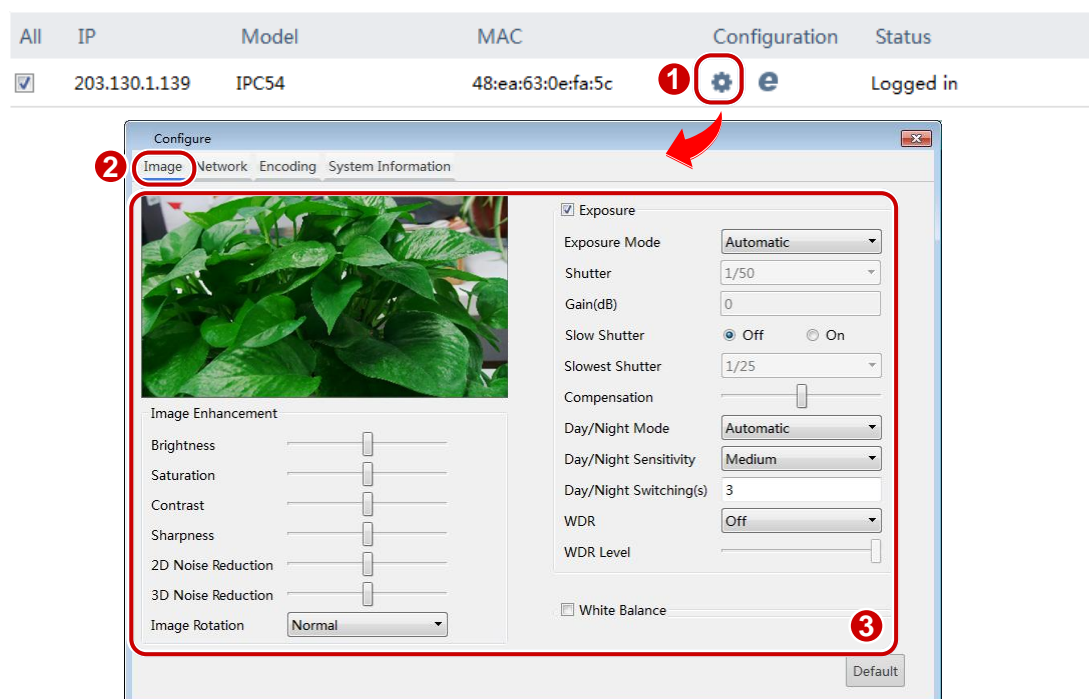 All IP Model MAC Configuration Status
203.130.1.139 IPC54 48:ea:63:0e:fa:5c 1 e Logged in
Configure
2 Image Network Encoding System Information
Exposure
Exposure Mode Automatic
Shutter 1/50
Gain(dB) 0
Slow Shutter Off On
Slowest Shutter 1/25
Compensation
Day/Night Mode Automatic
Day/Night Sensitivity Medium
Day/Night Switching(s) 3
WDR Off
WDR Level
White Balance
3
Image Enhancement
Brightness
Saturation
Contrast
Sharpness
2D Noise Reduction
3D Noise Reduction
Image Rotation Normal
Default